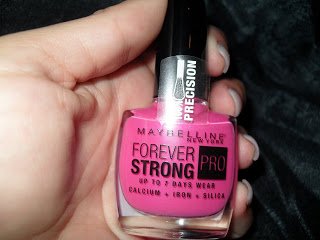 PRECISION
MAYBELLINE
NEW YORK
FOREVER
STRONG PRO
UP TO 7 DAYS WEAR
CALCIUM + IRON + SILICA